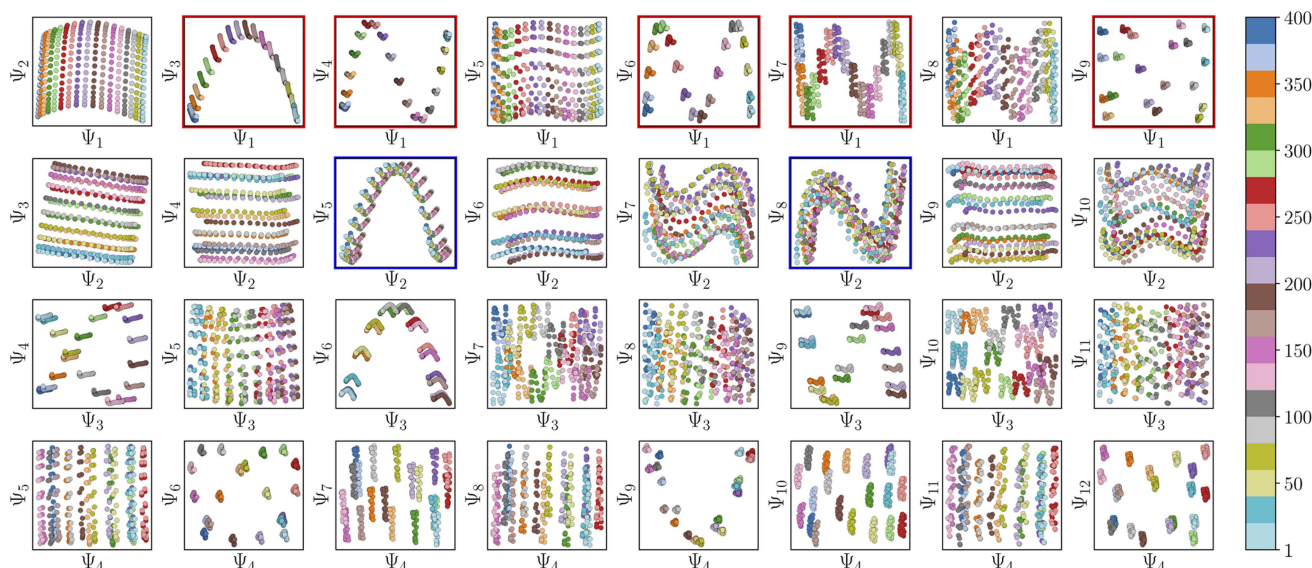 Ψ2 Ψ3 Ψ4 Ψ5 Ψ6 Ψ7 Ψ8 Ψ9 400
Ψ1 Ψ1 Ψ1 Ψ1 Ψ1 Ψ1 Ψ1 Ψ1 350
Ψ3 Ψ4 Ψ5 Ψ6 Ψ7 Ψ8 Ψ9 Ψ10 300
250
Ψ2 Ψ2 Ψ2 Ψ2 Ψ2 Ψ2 Ψ2 Ψ2
200
Ψ4 Ψ5 Ψ6 Ψ7 Ψ8 Ψ9 Ψ10 Ψ11 150
Ψ3 Ψ3 Ψ3 Ψ3 Ψ3 Ψ3 Ψ3 Ψ3 100
Ψ5 Ψ6 Ψ7 Ψ8 Ψ9 Ψ10 Ψ11 Ψ12 50
1
Ψ4 Ψ4 Ψ4 Ψ4 Ψ4 Ψ4 Ψ4 Ψ4